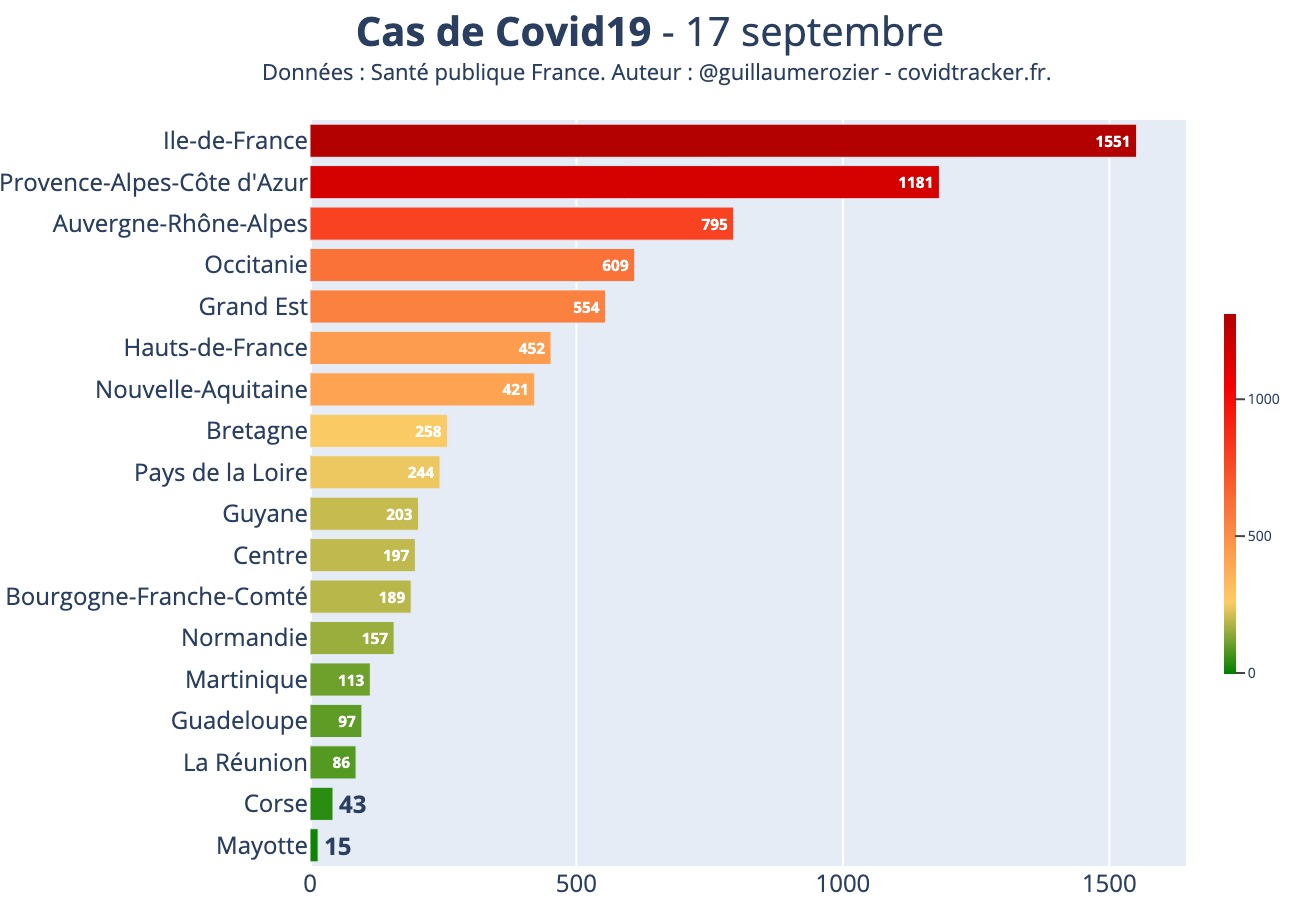 Cas de Covid19 - 17 septembre
Données : Santé publique France. Auteur : @guillaumerozier - covidtracker.fr.
Ile-de-France 1551
Provence-Alpes-Côte d'Azur 1181
Auvergne-Rhône-Alpes 795
Occitanie 609
Grand Est 554
Hauts-de-France 452
Nouvelle-Aquitaine 421
Bretagne 258
Pays de la Loire 244
Guyane 203
Centre 197
Bourgogne-Franche-Comté 189
Normandie 157
Martinique 113
Guadeloupe 97
La Réunion 86
Corse 43
Mayotte 15
0 500 1000 1500
1000
500
0